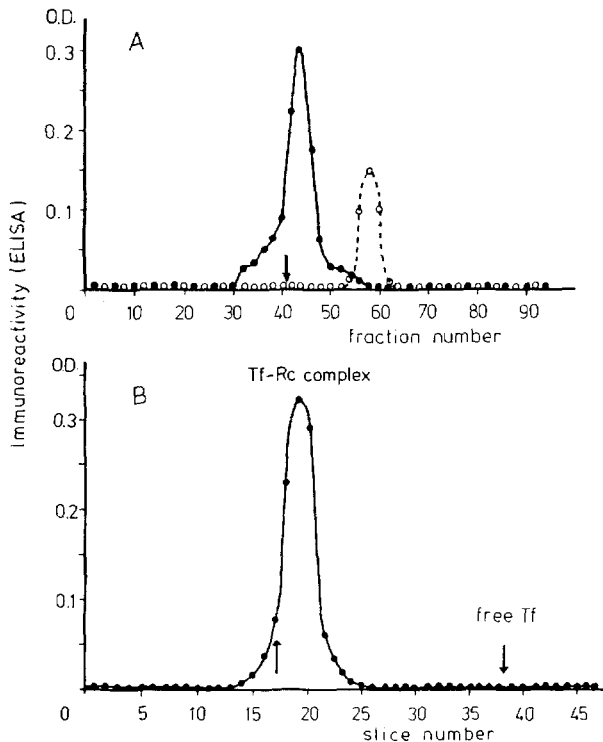 O.D.
A
0.3
0.2
0.1
0 10 20 30 40 50 60 70 80 90
fraction number
Immunoreactivity (ELISA)
O.D.
B
Tf-Rc complex
0.3
0.2
0.1
free Tf
0 5 10 15 20 25 30 35 40 45
slice number